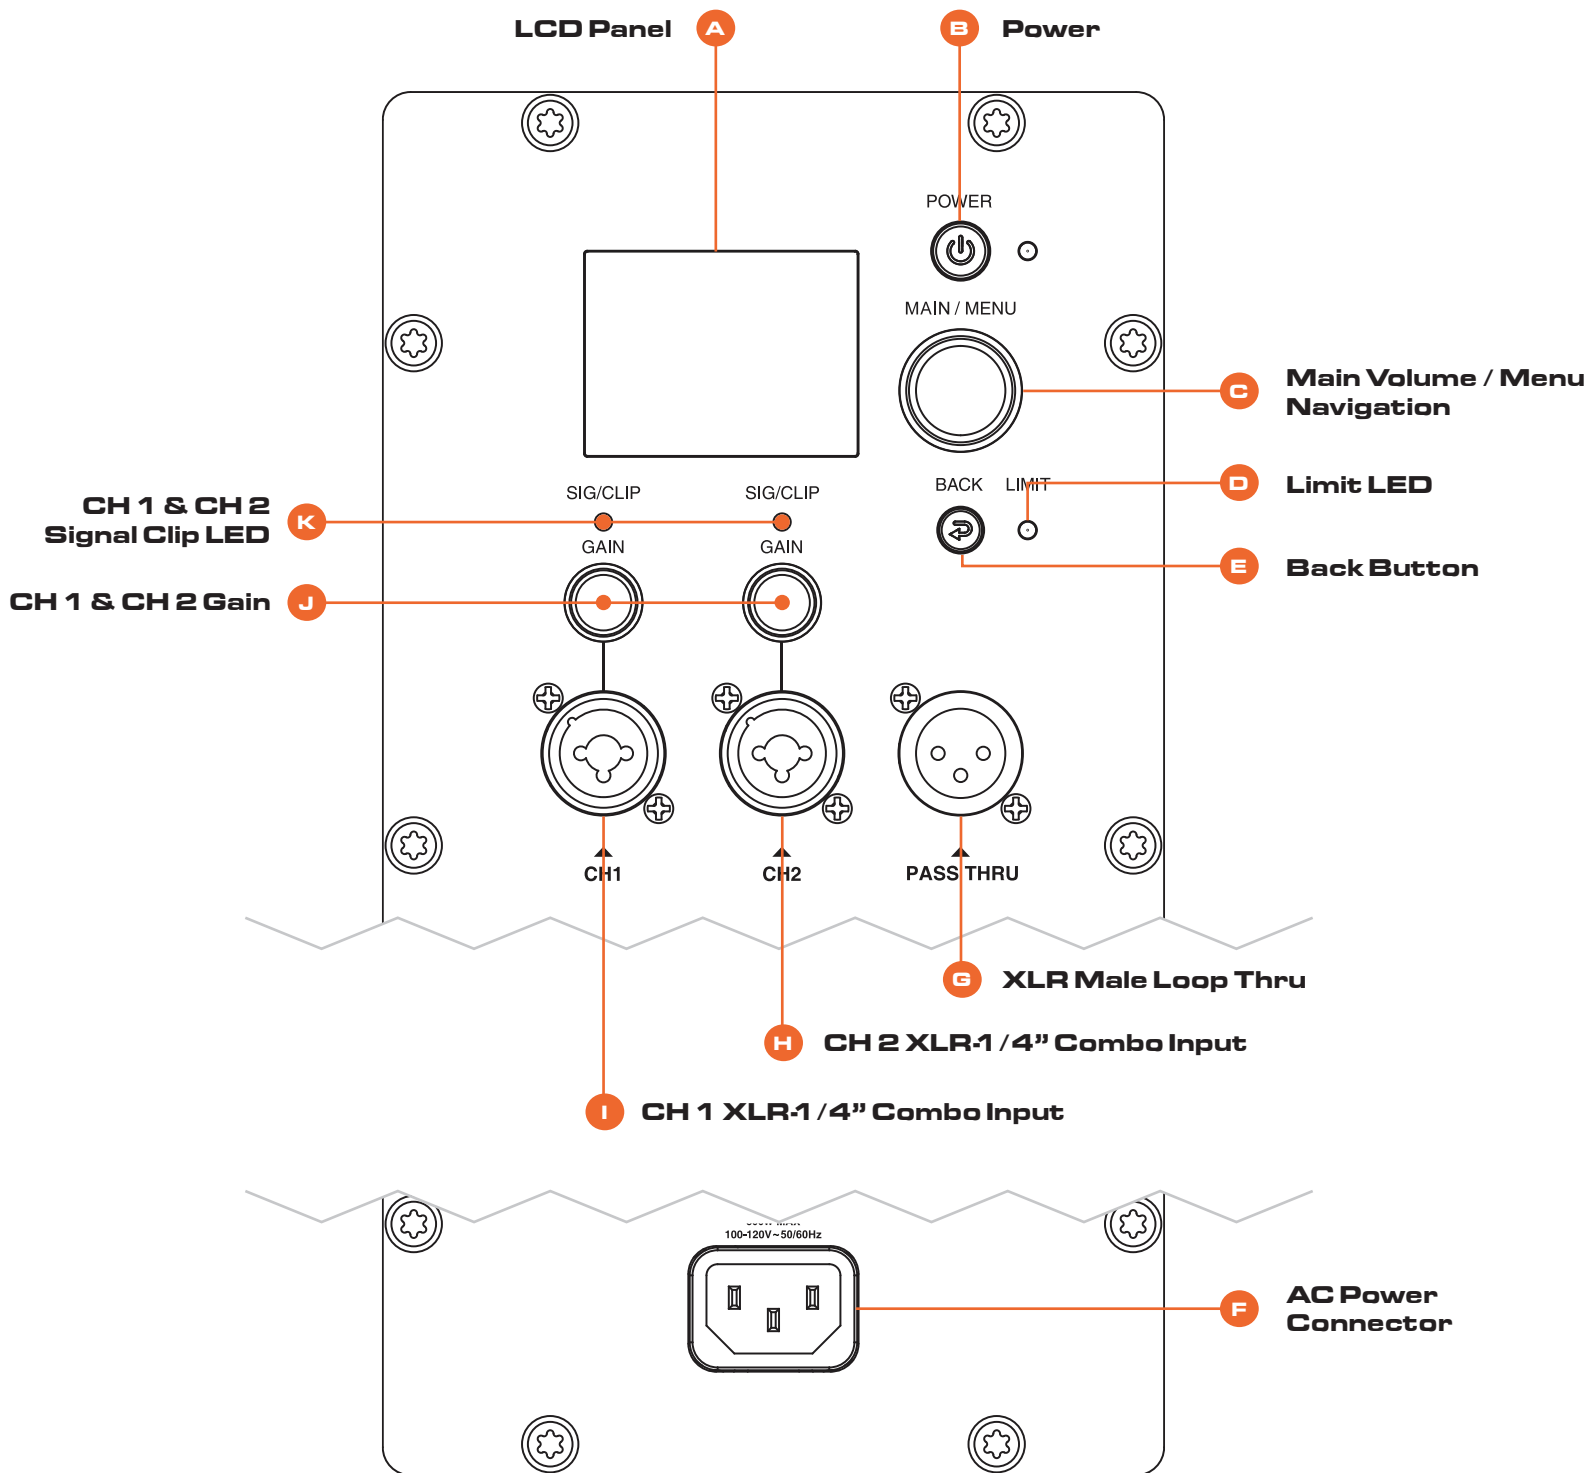 LCD Panel A
B Power
POWER
MAIN / MENU
C Main Volume / Menu
Navigation
SIG/CLIP SIG/CLIP
BACK LIMIT
D Limit LED
CH 1 & CH 2
Signal Clip LED
K
GAIN GAIN
E Back Button
CH 1 & CH 2 Gain J
CH1 CH2 PASS THRU
G XLR Male Loop Thru
H CH 2 XLR-1/4” Combo Input
I CH 1 XLR-1/4” Combo Input
100-120V~50/60Hz
F AC Power
Connector